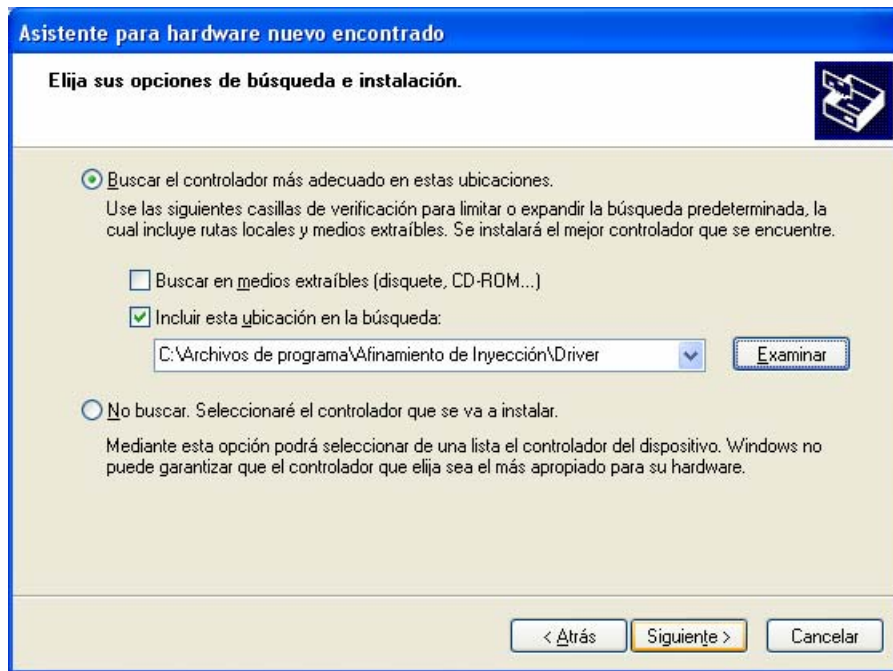 Asistente para hardware nuevo encontrado
Elija sus opciones de búsqueda e instalación.
Buscar el controlador más adecuado en estas ubicaciones.
Use las siguientes casillas de verificación para limitar o expandir la búsqueda predeterminada, la
cual incluye rutas locales y medios extraíbles. Se instalará el mejor controlador que se encuentre.
Buscar en medios extraíbles (disquete, CD-ROM...)
Incluir esta ubicación en la búsqueda:
C:\Archivos de programa\Afinamiento de Inyección\Driver
Examinar
No buscar. Seleccionaré el controlador que se va a instalar.
Mediante esta opción podrá seleccionar de una lista el controlador del dispositivo. Windows no
puede garantizar que el controlador que elija sea el más apropiado para su hardware.
< Atrás Siguiente > Cancelar